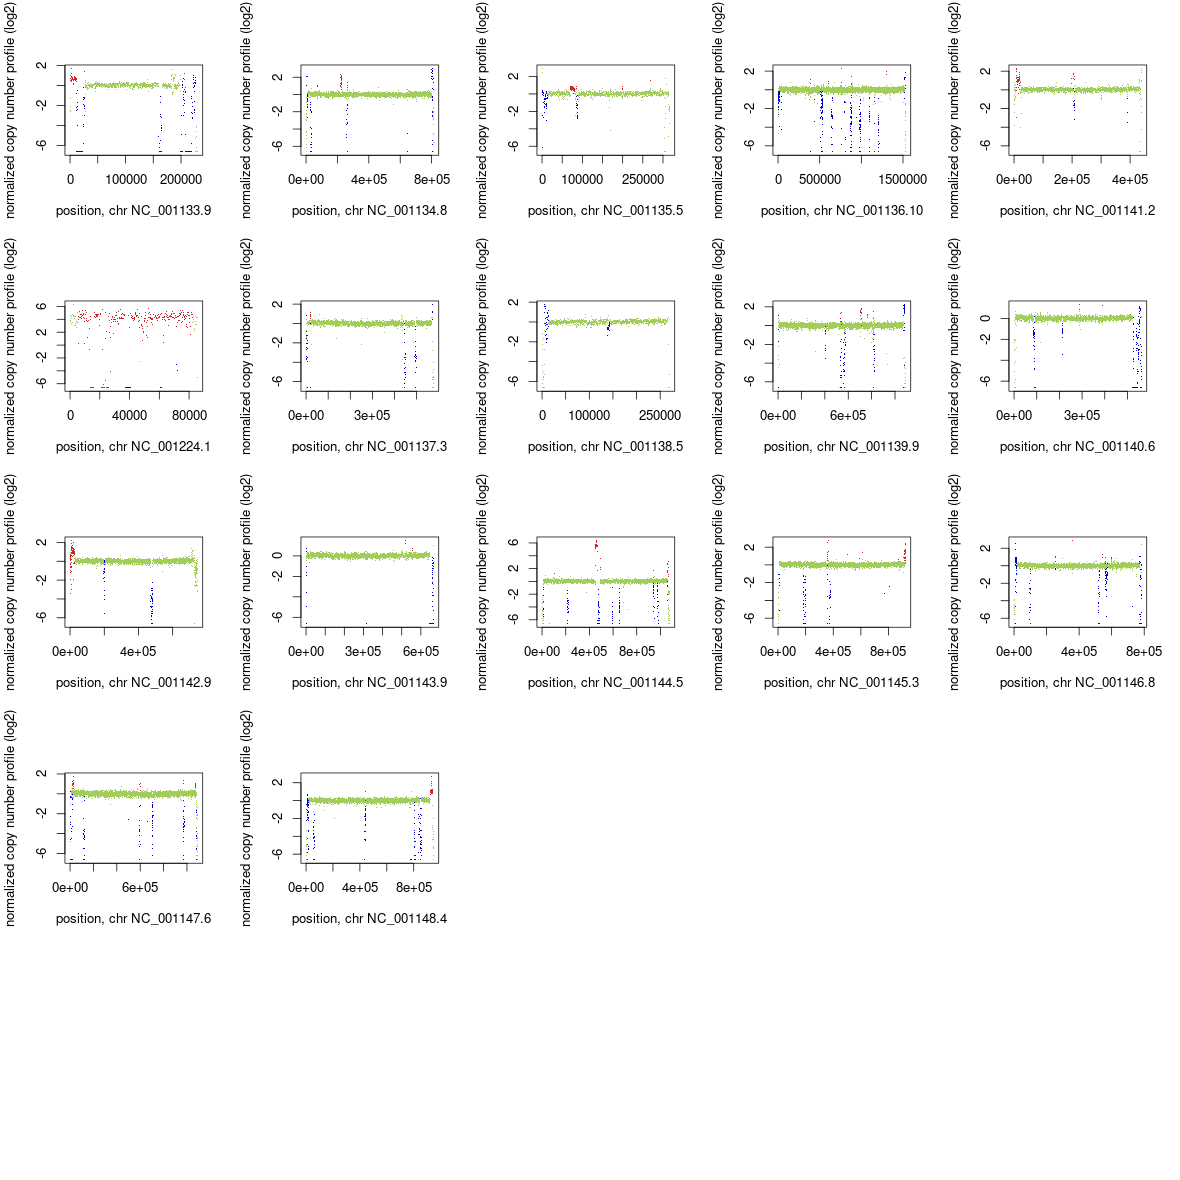 normalized copy number profile (log2)
2
-2
-6
0 100000 200000
position, chr NC_001133.9
normalized copy number profile (log2)
2
-2
-6
0e+00 4e+05 8e+05
position, chr NC_001134.8
normalized copy number profile (log2)
2
-2
-6
0 100000 250000
position, chr NC_001135.5
normalized copy number profile (log2)
2
-2
-6
0 500000 1500000
position, chr NC_001136.10
normalized copy number profile (log2)
2
-2
-6
0e+00 2e+05 4e+05
position, chr NC_001141.2
normalized copy number profile (log2)
6
2
-2
-6
0 40000 80000
position, chr NC_001224.1
normalized copy number profile (log2)
2
-2
-6
0e+00 3e+05
position, chr NC_001137.3
normalized copy number profile (log2)
2
-2
-6
0 100000 250000
position, chr NC_001138.5
normalized copy number profile (log2)
2
-2
-6
0e+00 6e+05
position, chr NC_001139.9
normalized copy number profile (log2)
0
-2
-6
0e+00 3e+05
position, chr NC_001140.6
normalized copy number profile (log2)
2
-2
-6
0e+00 4e+05
position, chr NC_001142.9
normalized copy number profile (log2)
0
-2
-6
0e+00 3e+05 6e+05
position, chr NC_001143.9
normalized copy number profile (log2)
6
2
-2
-6
0e+00 4e+05 8e+05
position, chr NC_001144.5
normalized copy number profile (log2)
2
-2
-6
0e+00 4e+05 8e+05
position, chr NC_001145.3
normalized copy number profile (log2)
2
-2
-6
0e+00 4e+05 8e+05
position, chr NC_001146.8
normalized copy number profile (log2)
2
-2
-6
0e+00 6e+05
position, chr NC_001147.6
normalized copy number profile (log2)
2
-2
-6
0e+00 4e+05 8e+05
position, chr NC_001148.4